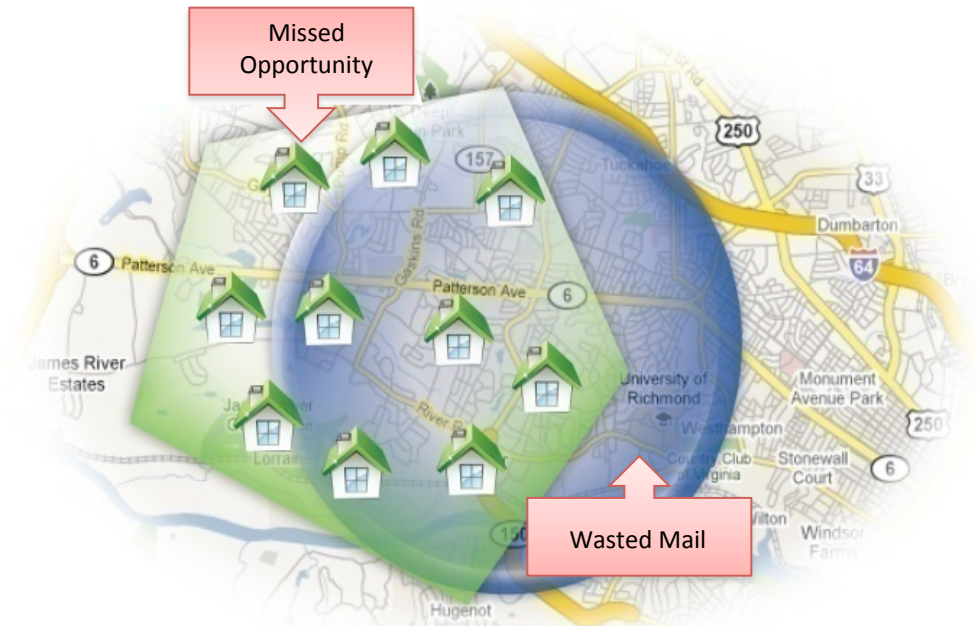 Missed
Opportunity
250
157
Tuckahoe
33
Dumbarton
64
6
Patterson Ave
Gaskins Rd
Patterson Ave
6
James River
Estates
University of
Richmond
Monument
Avenue Park
River
Westhampton
250
Lorraine
Country Club
of Virginia
Stonewall
Court
6
Wasted Mail
150
Wilton
Windsor
Farms
Hugenot